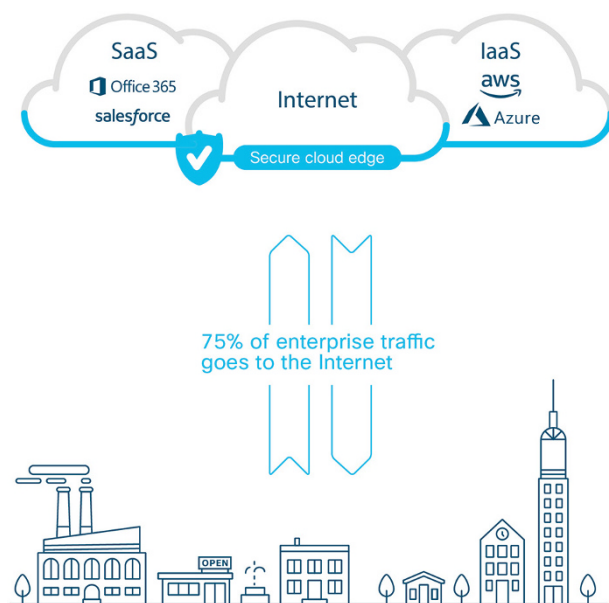 SaaS
Office 365
salesforce
Internet
IaaS
aws
Azure
Secure cloud edge
75% of enterprise traffic
goes to the Internet
OPEN